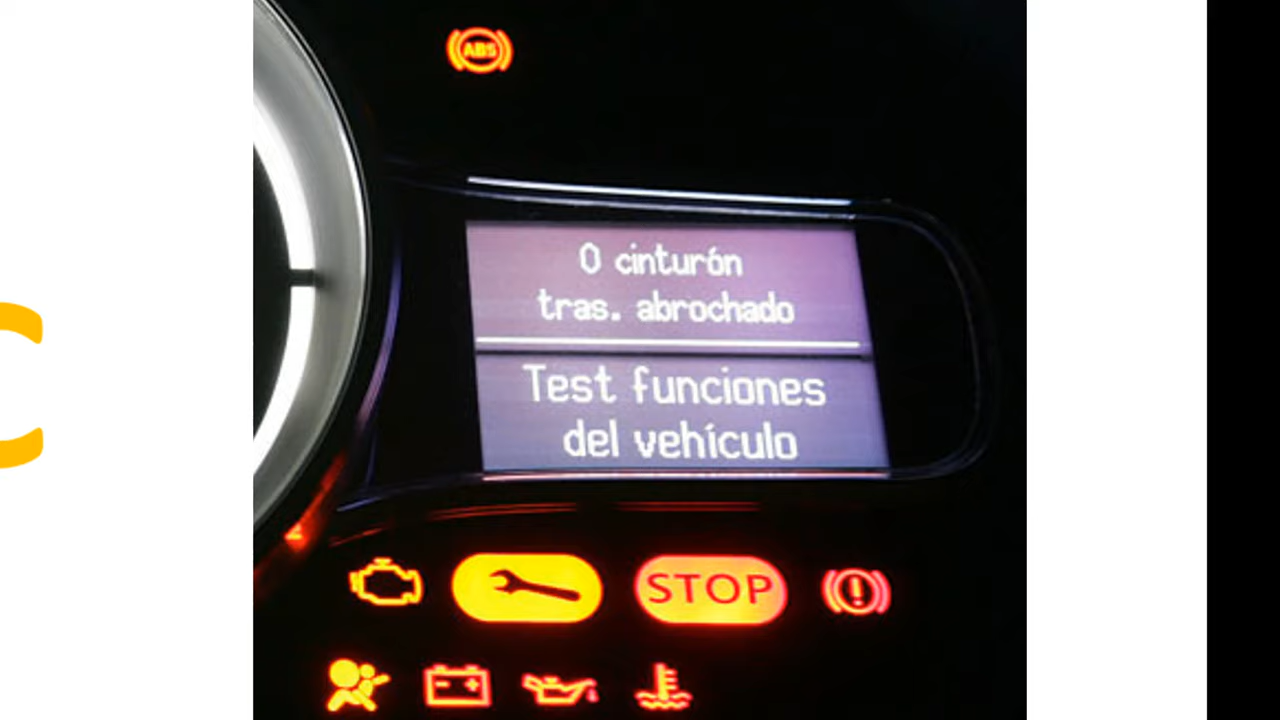 ABS
0 cinturón
tras. abrochado
Test funciones
del vehículo
STOP